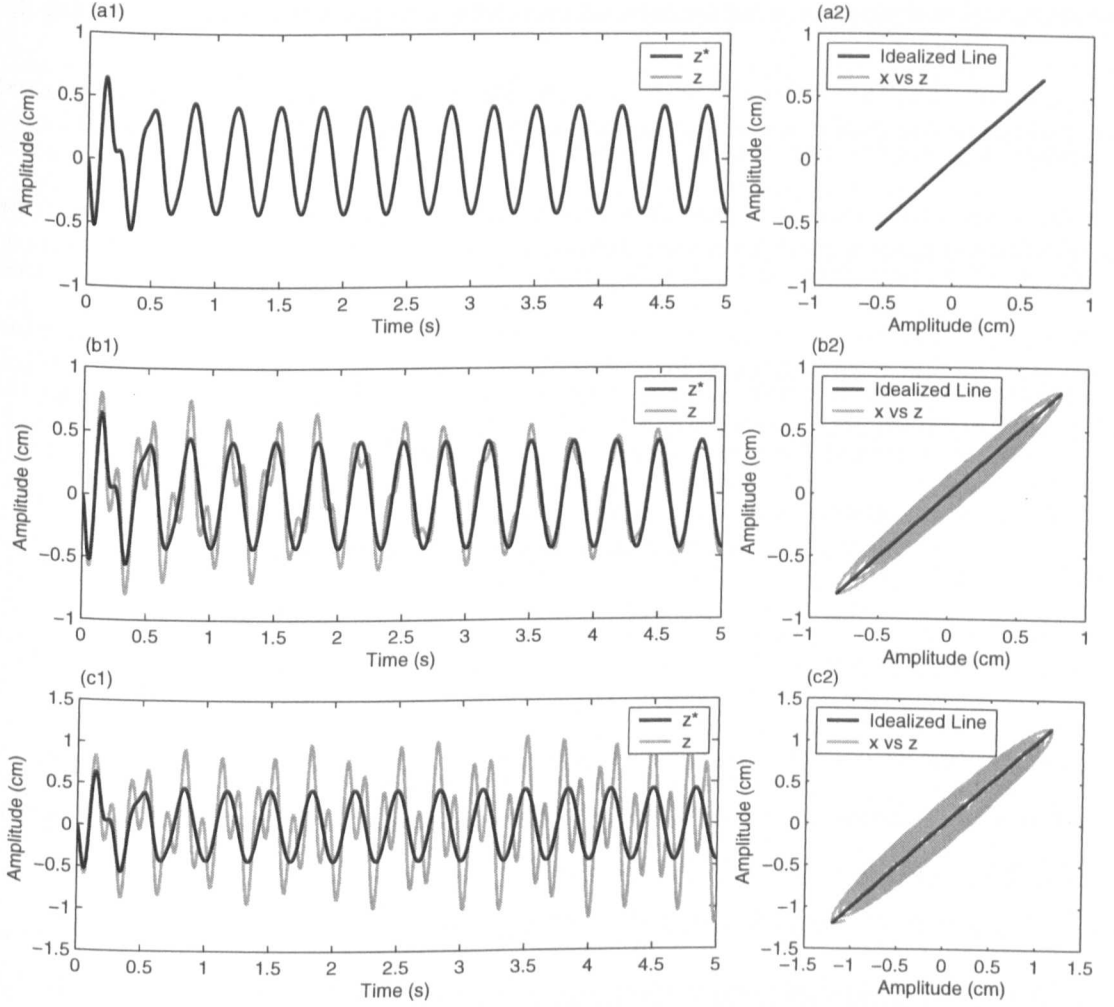 (a1)
1
0.5
0
−0.5
−1
Amplitude (cm)
z*
z
0 0.5 1 1.5 2 2.5 3 3.5 4 4.5 5
Time (s)
(a2)
1
0.5
0
−0.5
−1
Amplitude (cm)
Idealized Line
x vs z
−1 −0.5 0 0.5 1
Amplitude (cm)
(b1)
1
0.5
0
−0.5
−1
Amplitude (cm)
z*
z
0 0.5 1 1.5 2 2.5 3 3.5 4 4.5 5
Time (s)
(b2)
1
0.5
0
−0.5
−1
Amplitude (cm)
Idealized Line
x vs z
−1 −0.5 0 0.5 1
Amplitude (cm)
(c1)
1.5
1
0.5
0
−0.5
−1
−1.5
Amplitude (cm)
z*
z
0 0.5 1 1.5 2 2.5 3 3.5 4 4.5 5
Time (s)
(c2)
1.5
1
0.5
0
−0.5
−1
−1.5
Amplitude (cm)
Idealized Line
x vs z
−1.5 −1 −0.5 0 0.5 1 1.5
Amplitude (cm)